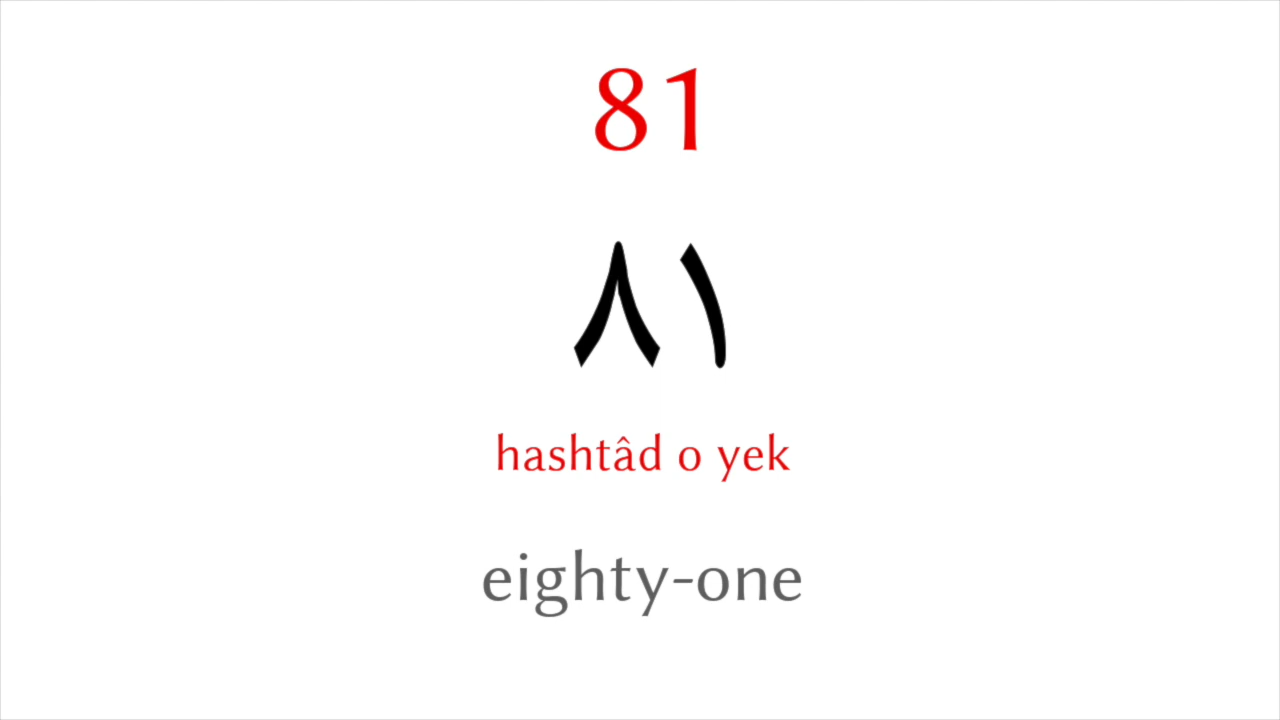 81
۸۱
hashtâd o yek
eighty-one